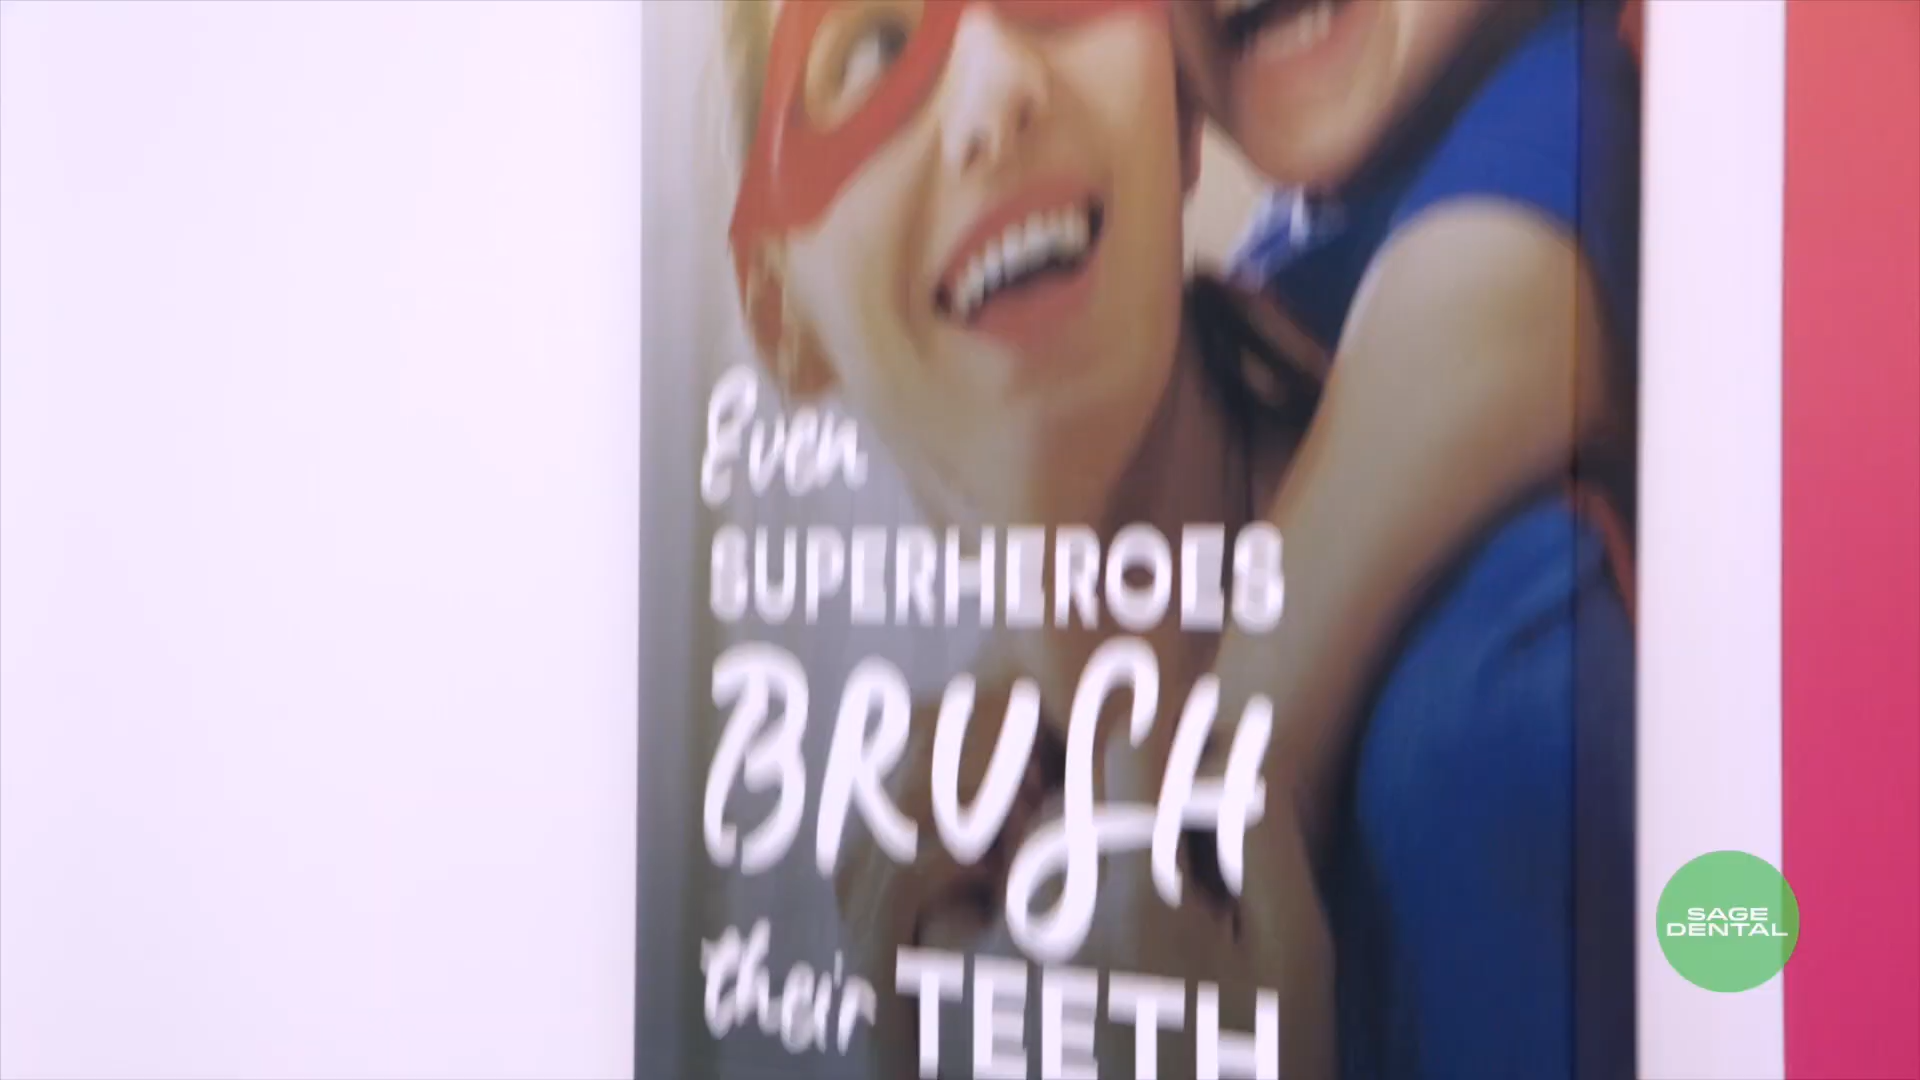 Even
SUPERHEROES
BRUSH
their TEETH
SAGE
DENTAL